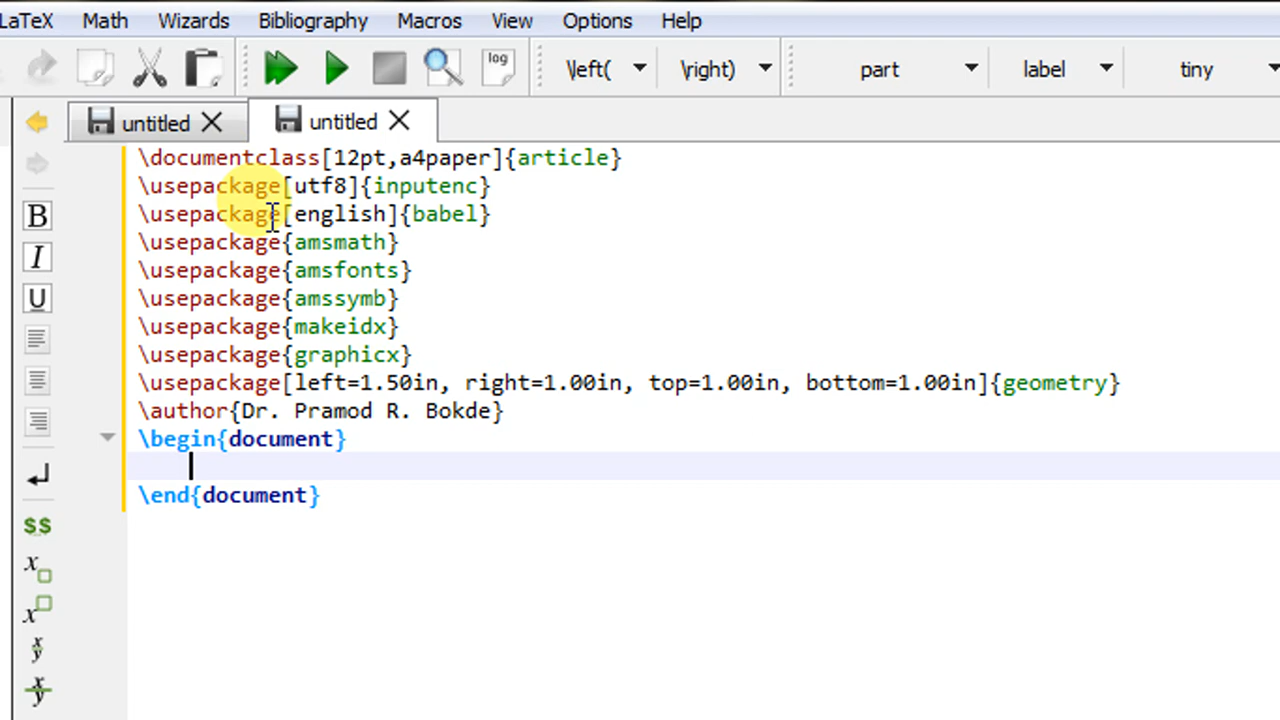 LaTeX Math Wizards Bibliography Macros View Options Help
log \left( \right) part label tiny
untitled untitled
\documentclass[12pt,a4paper]{article}
\usepackage[utf8]{inputenc}
\usepackage[english]{babel}
\usepackage{amsmath}
\usepackage{amsfonts}
\usepackage{amssymb}
\usepackage{makeidx}
\usepackage{graphicx}
\usepackage[left=1.50in, right=1.00in, top=1.00in, bottom=1.00in]{geometry}
\author{Dr. Pramod R. Bokde}
\begin{document}
\end{document}
B
I
U
$$
x
x
x
y
x
y